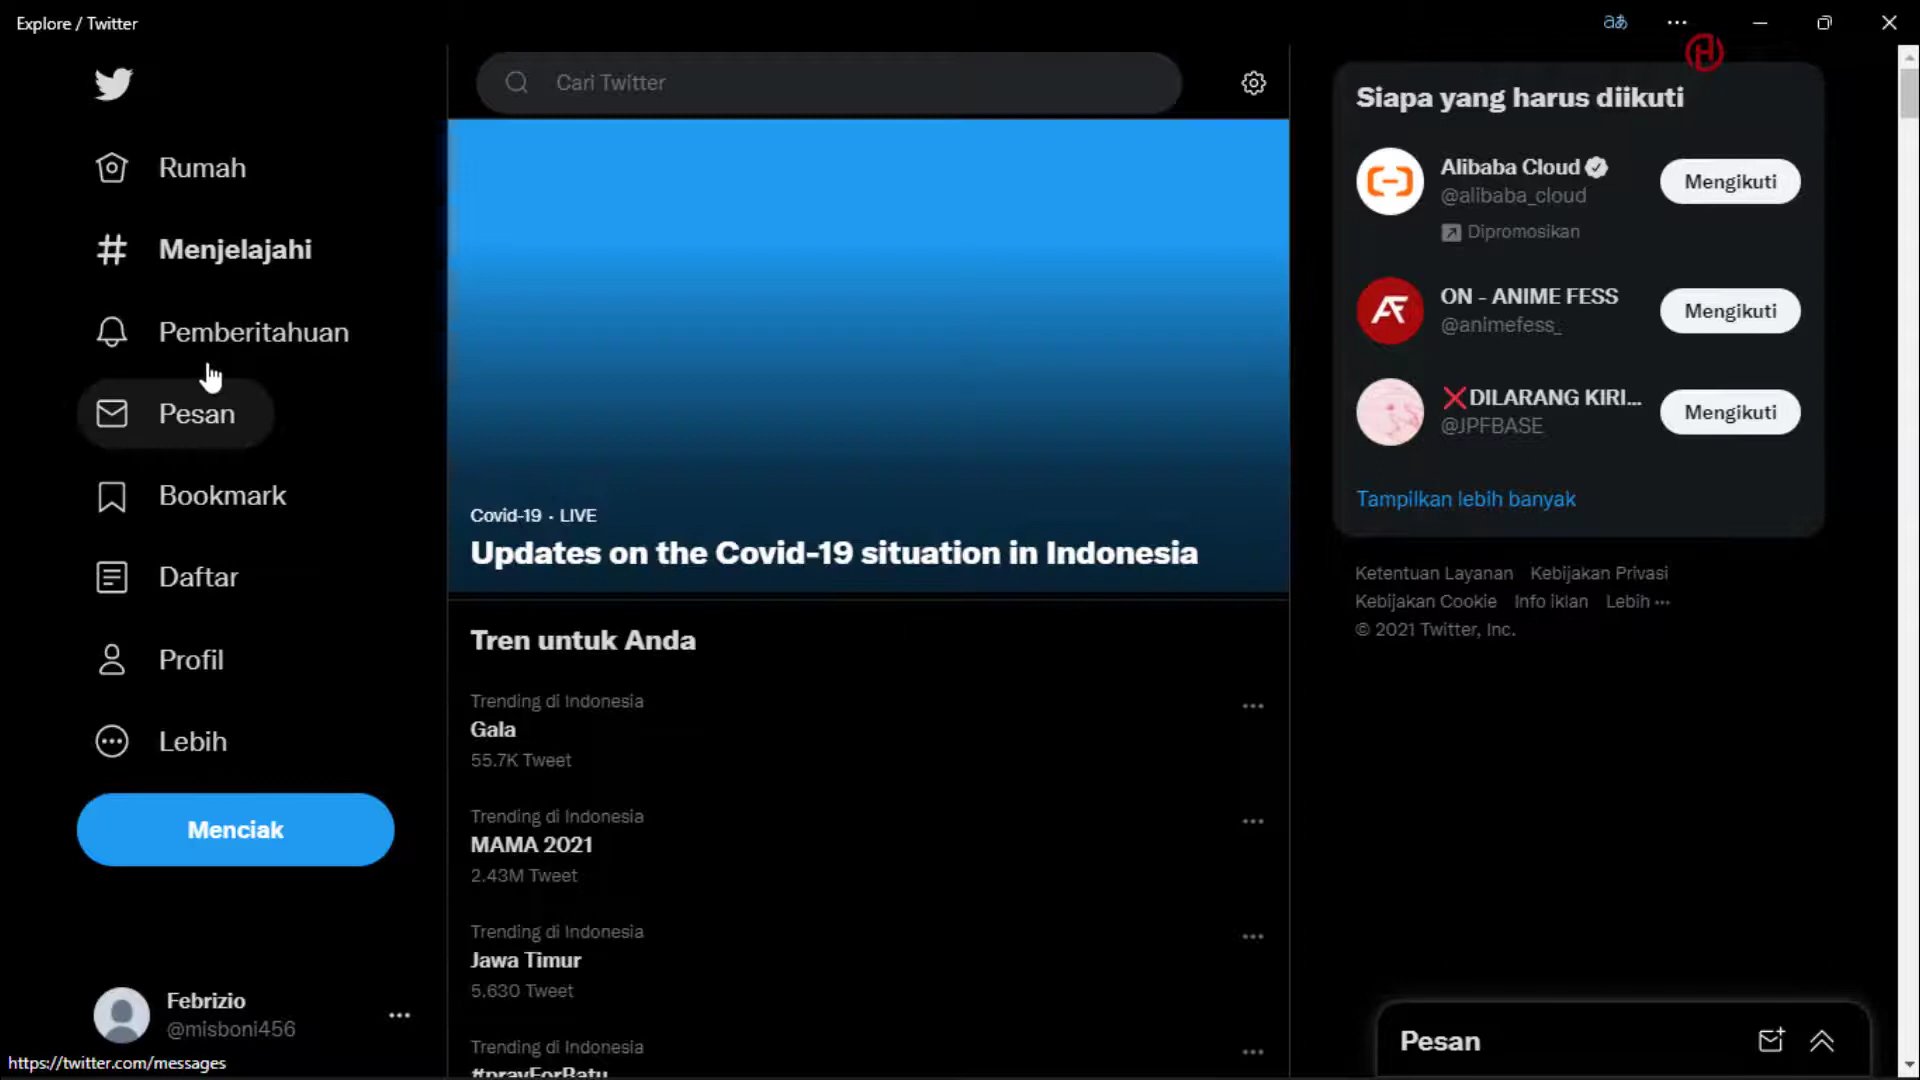 Explore / Twitter
aあ
Rumah
Menjelajahi
Pemberitahuan
Pesan
Bookmark
Daftar
Profil
Lebih
Menciak
Febrizio
@misboni456
https://twitter.com/messages
Cari Twitter
Covid-19 · LIVE
Updates on the Covid-19 situation in Indonesia
Tren untuk Anda
Trending di Indonesia
Gala
55.7K Tweet
Trending di Indonesia
MAMA 2021
2.43M Tweet
Trending di Indonesia
Jawa Timur
5.630 Tweet
Trending di Indonesia
#prayForBatu
Siapa yang harus diikuti
Alibaba Cloud
@alibaba_cloud
Dipromosikan
Mengikuti
ON - ANIME FESS
@animefess_
Mengikuti
❌DILARANG KIRI...
@JPFBASE
Mengikuti
Tampilkan lebih banyak
Ketentuan Layanan Kebijakan Privasi
Kebijakan Cookie Info iklan Lebih ···
© 2021 Twitter, Inc.
Pesan